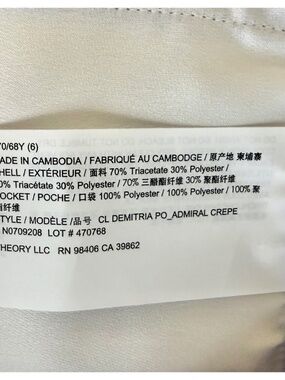 70/68Y (6)
ADE IN CAMBODIA / FABRIQUÉ AU CAMBODGE / 原产地 柬埔寨
HELL / EXTÉRIEUR / 面料 70% Triacetate 30% Polyester /
0% Triacétate 30% Polyester / 70% 三醋酯纤维 30% 聚酯纤维
OCKET / POCHE / 口袋 100% Polyester / 100% Polyester / 100% 聚
酯纤维
TYLE / MODÈLE /品号 CL DEMITRIA PO_ADMIRAL CREPE
N0709208 LOT # 470768
HEORY LLC RN 98406 CA 39862